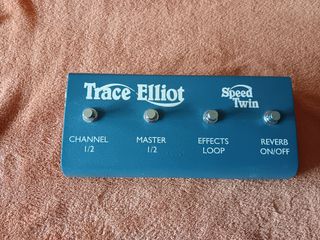 Trace Elliot
Speed
Twin
CHANNEL
1/2
MASTER
1/2
EFFECTS
LOOP
REVERB
ON/OFF